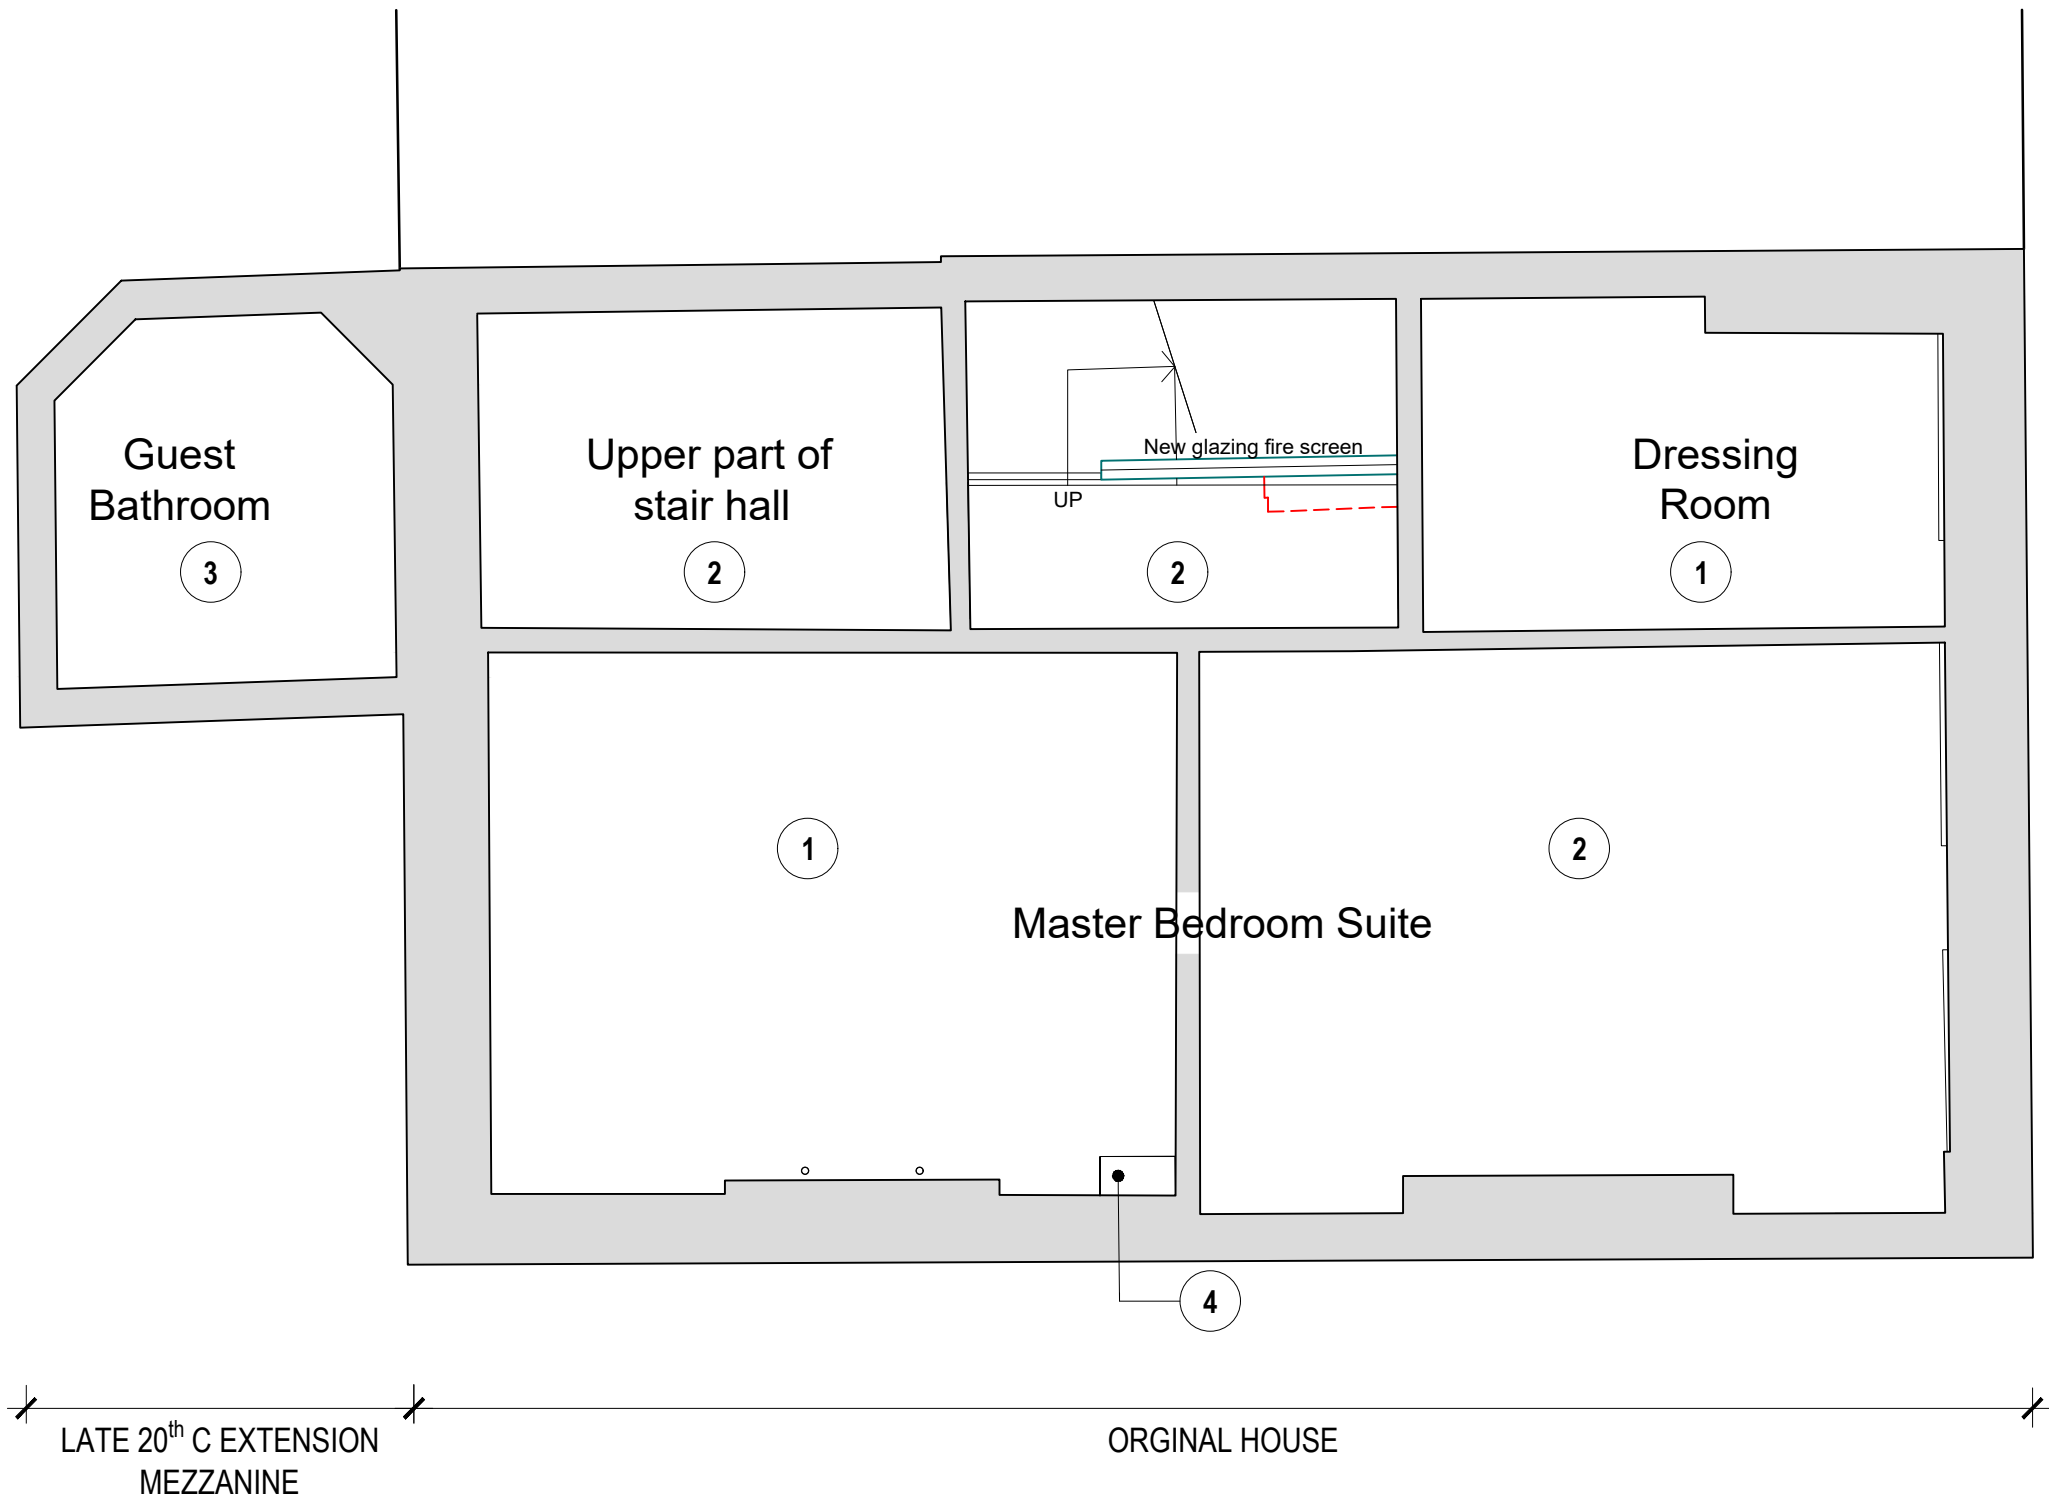 New glazing fire screen
Guest
Bathroom
Upper part of
stair hall
Dressing
Room
UP
3
2
2
1
1
2
Master Bedroom Suite
4
LATE 20th C EXTENSION
MEZZANINE
ORGINAL HOUSE